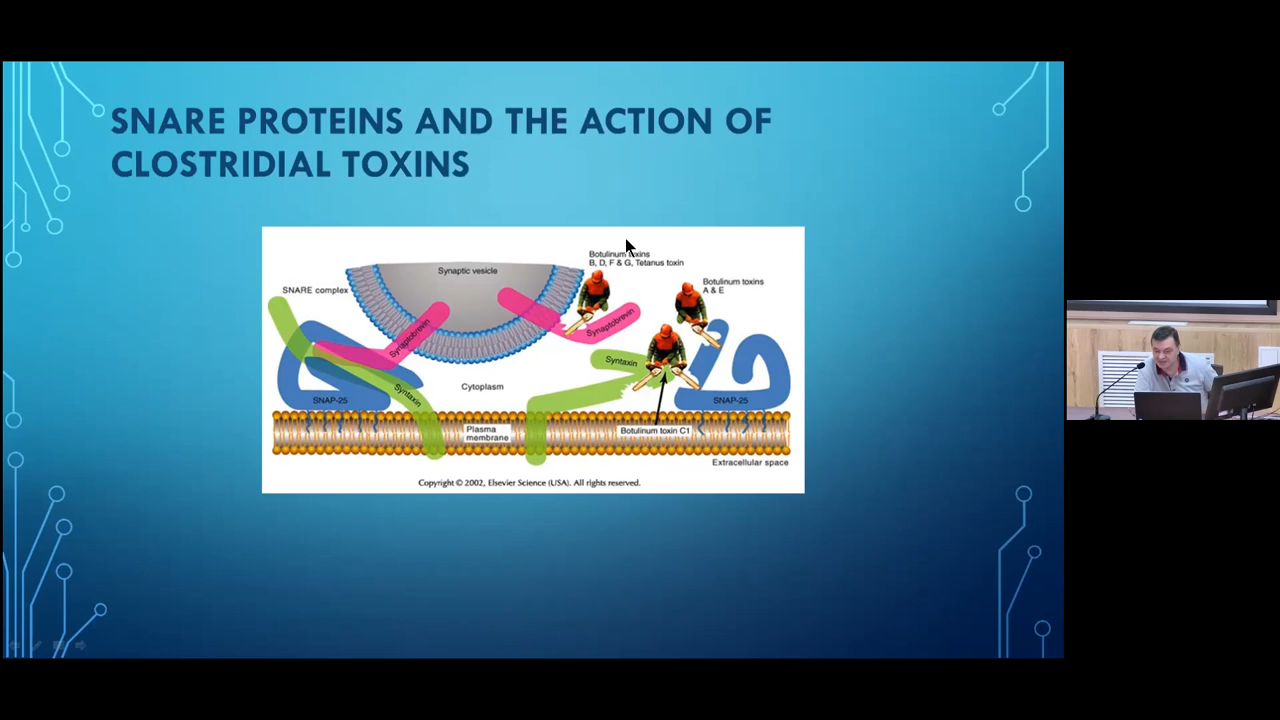 SNARE PROTEINS AND THE ACTION OF
CLOSTRIDIAL TOXINS
Botulinum toxins
B, D, F & G, Tetanus toxin
Synaptic vesicle
Botulinum toxins
A & E
SNARE complex
Synaptobrevin
Synaptobrevin
Syntaxin
Cytoplasm
Syntaxin
SNAP-25
SNAP-25
Plasma
membrane
Botulinum toxin C1
Extracellular space
Copyright © 2002, Elsevier Science (USA). All rights reserved.